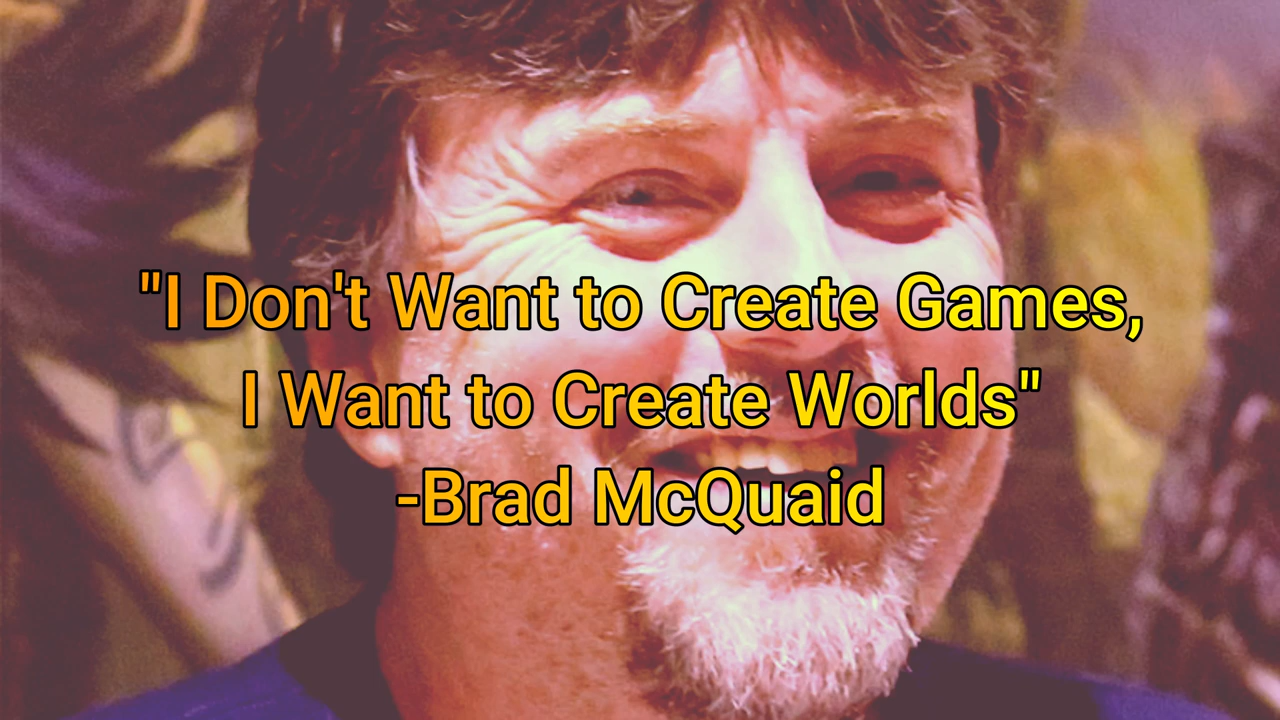 "I Don't Want to Create Games,
I Want to Create Worlds"
-Brad McQuaid